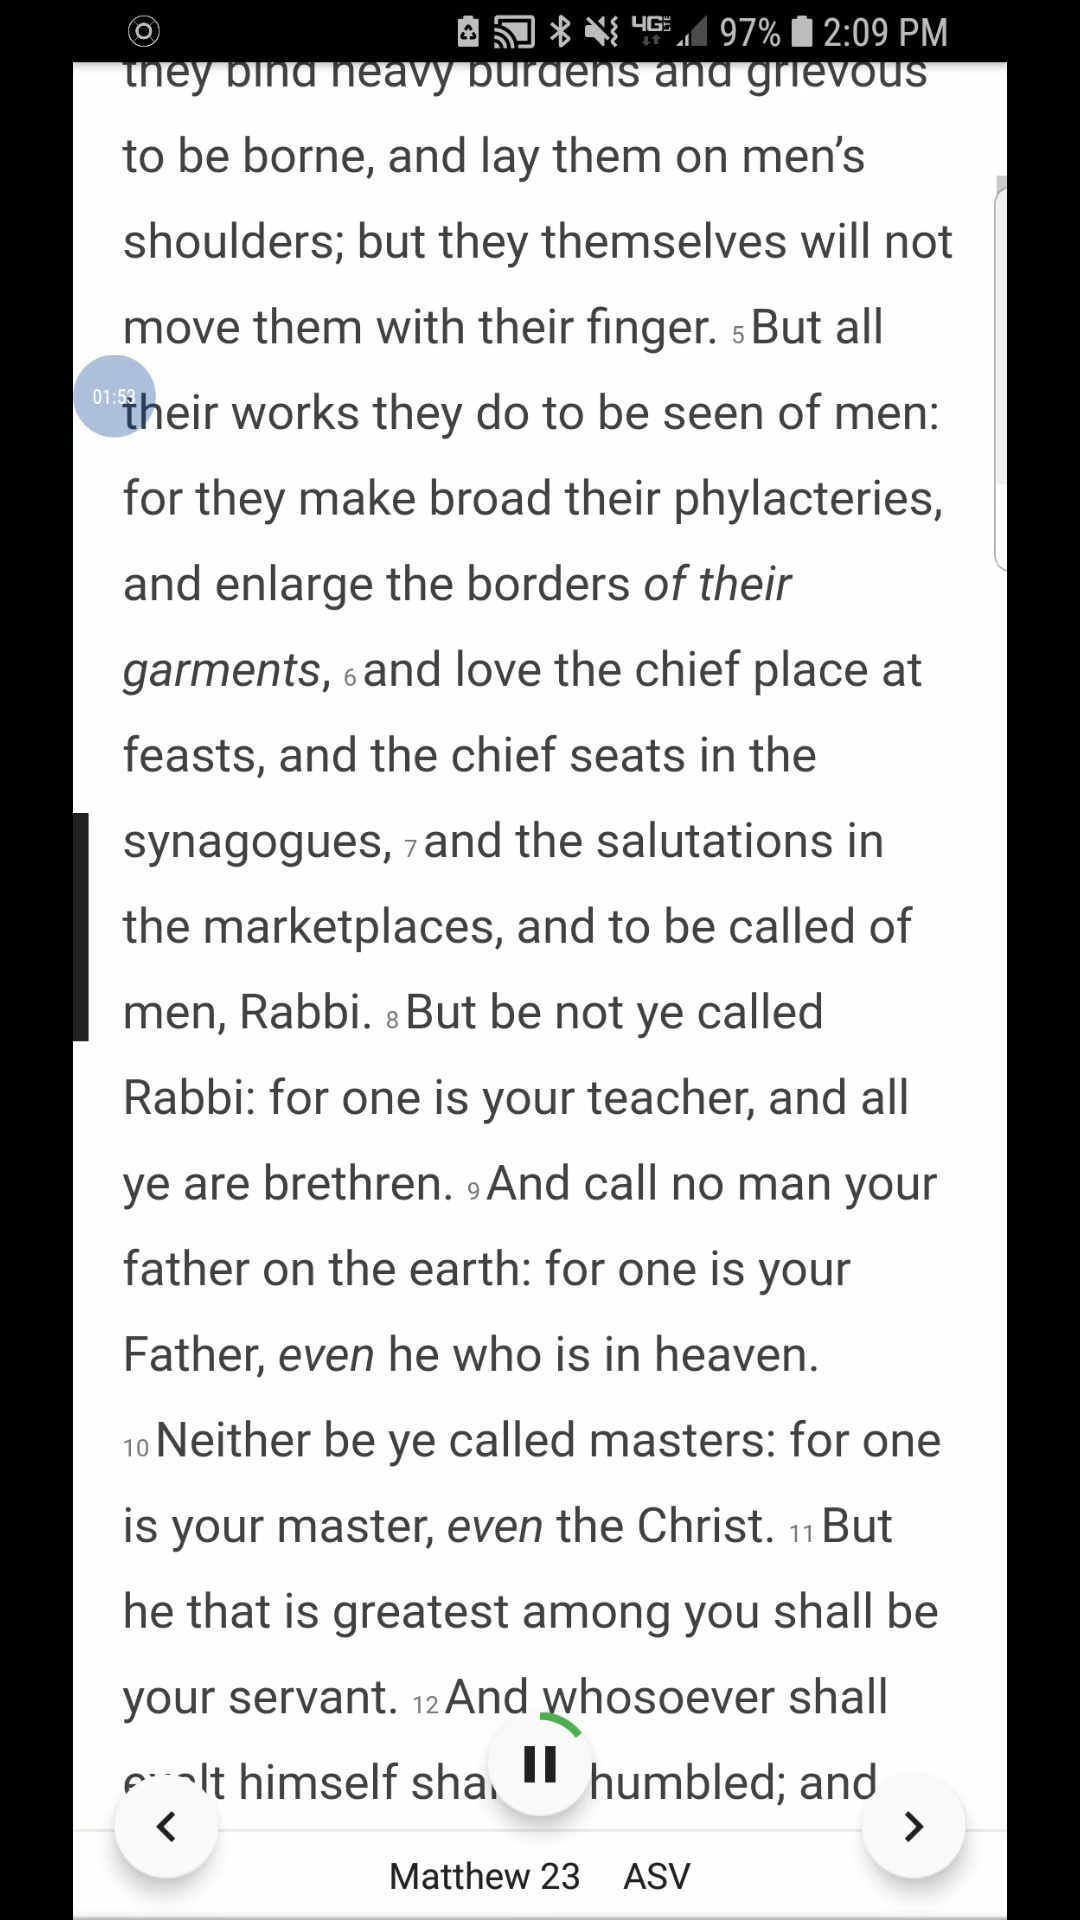 4G LTE 97% 2:09 PM
they bind heavy burdens and grievous
to be borne, and lay them on men's
shoulders; but they themselves will not
move them with their finger. 5 But all
01:53
their works they do to be seen of men:
for they make broad their phylacteries,
and enlarge the borders of their
garments, 6 and love the chief place at
feasts, and the chief seats in the
synagogues, 7 and the salutations in
the marketplaces, and to be called of
men, Rabbi. 8 But be not ye called
Rabbi: for one is your teacher, and all
ye are brethren. 9 And call no man your
father on the earth: for one is your
Father, even he who is in heaven.
10 Neither be ye called masters: for one
is your master, even the Christ. 11 But
he that is greatest among you shall be
your servant. 12 And whosoever shall
himself humbled; and
Matthew 23 ASV